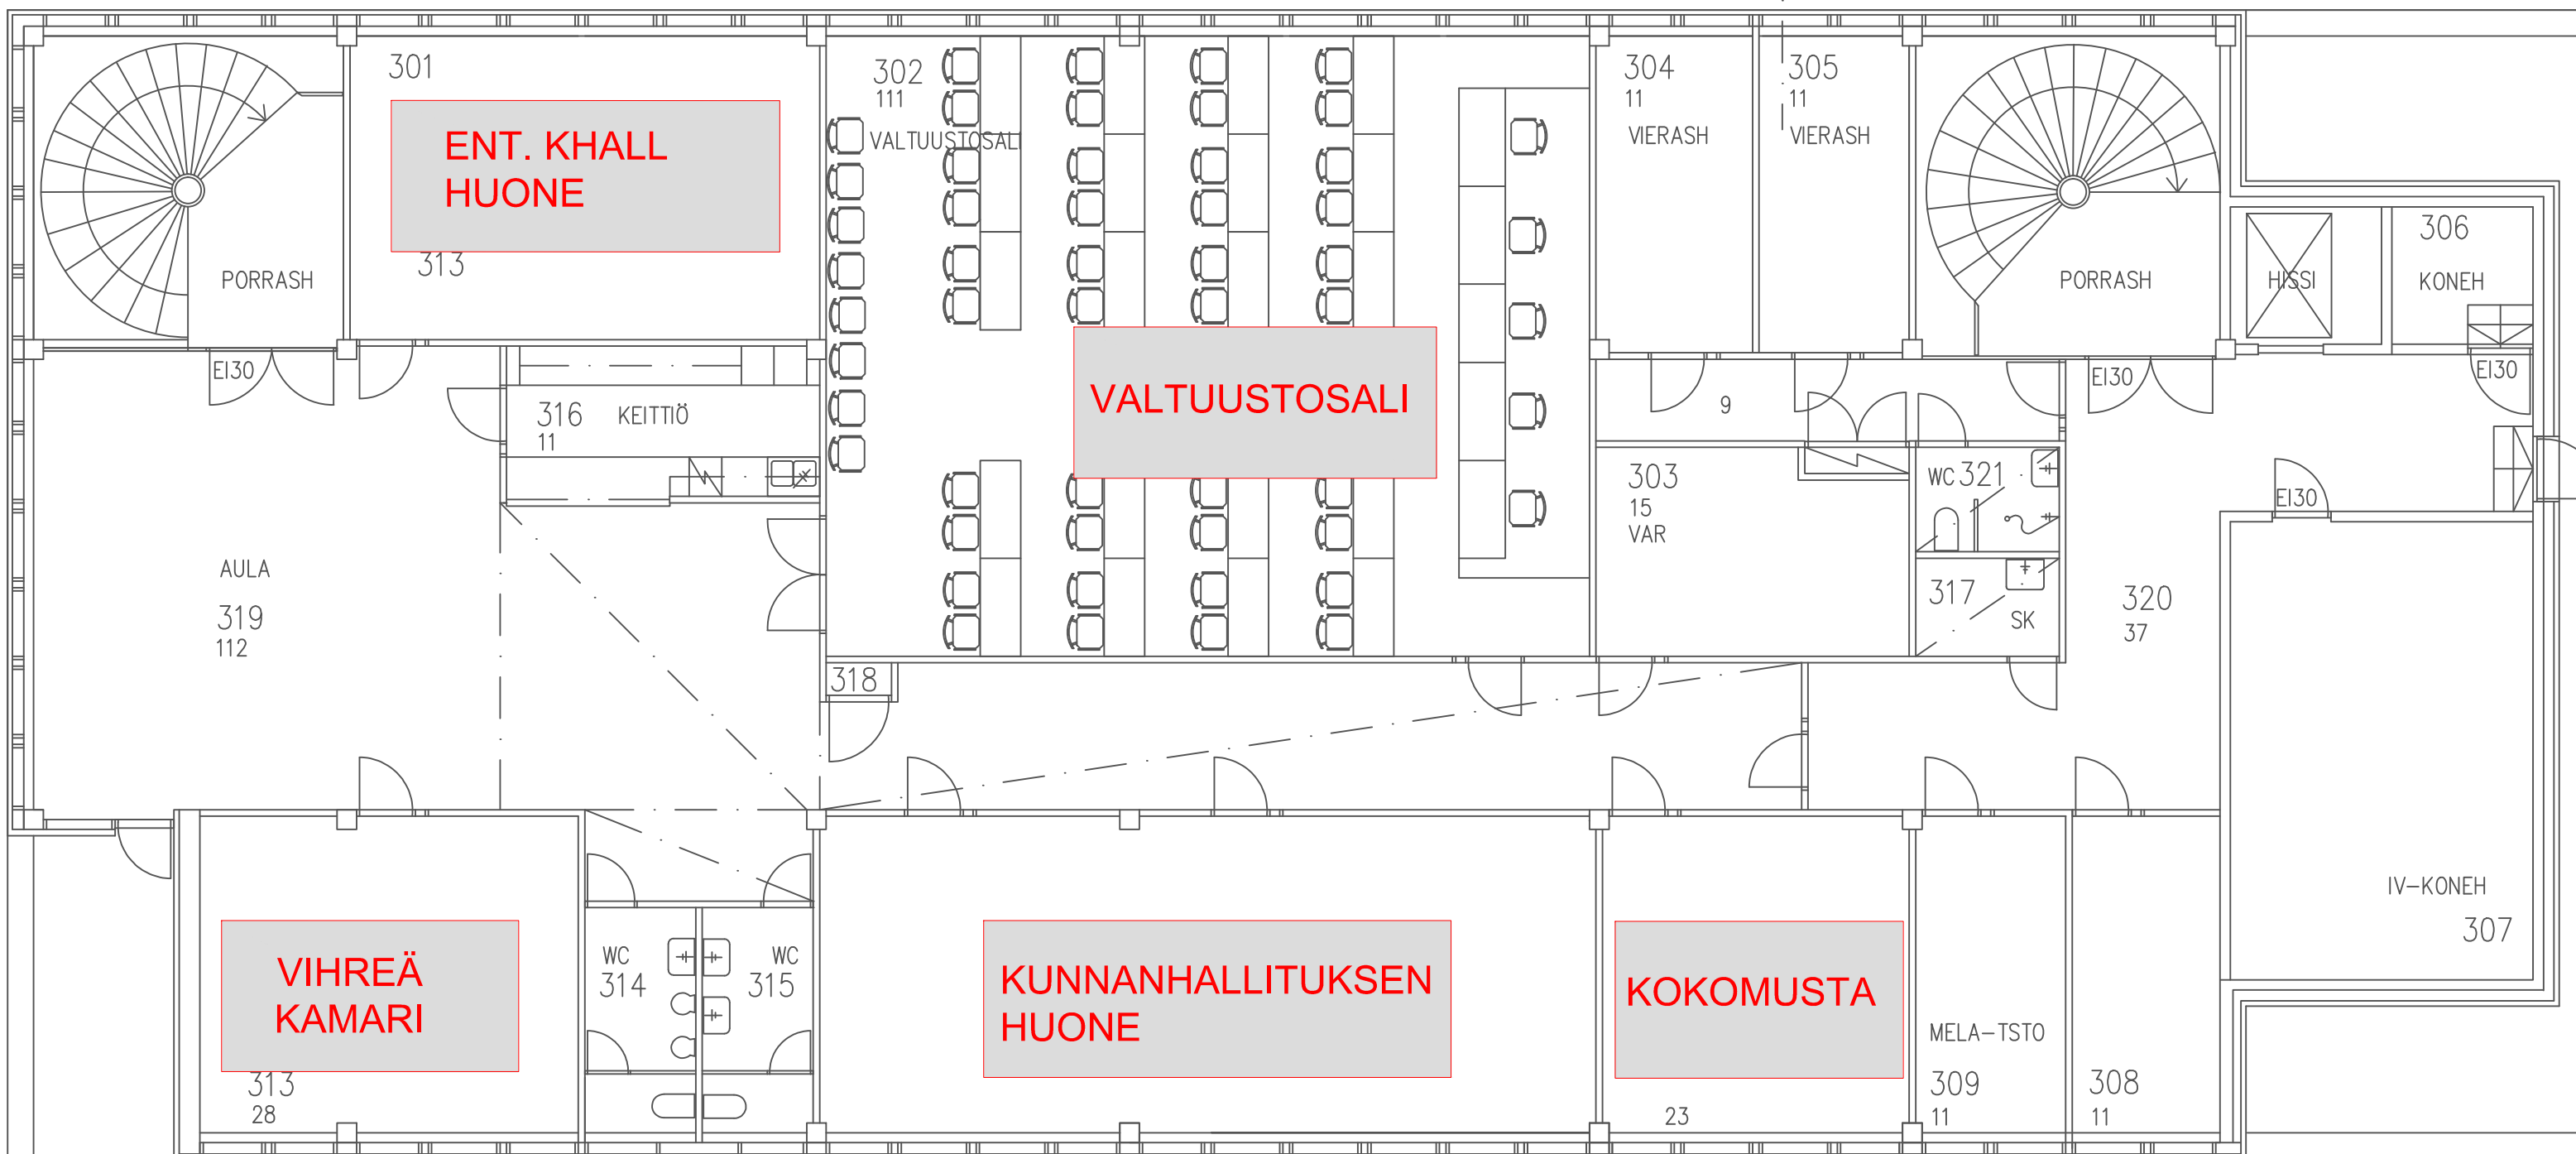 301
ENT. KHALL
HUONE
313
PORRASH
EI30
302
111
VALTUUSTOSALI
VALTUUSTOSALI
304
11
VIERASH
305
11
VIERASH
PORRASH
HISSI
306
KONEH
EI30
EI30
EI30
316
11
KEITTIÖ
9
303
15
VAR
WC 321
317
SK
320
37
AULA
319
112
318
VIHREÄ
KAMARI
313
28
WC
314
WC
315
KUNNANHALLITUKSEN
HUONE
KOKOMUSTA
23
MELA-TSTO
309
11
308
11
IV-KONEH
307